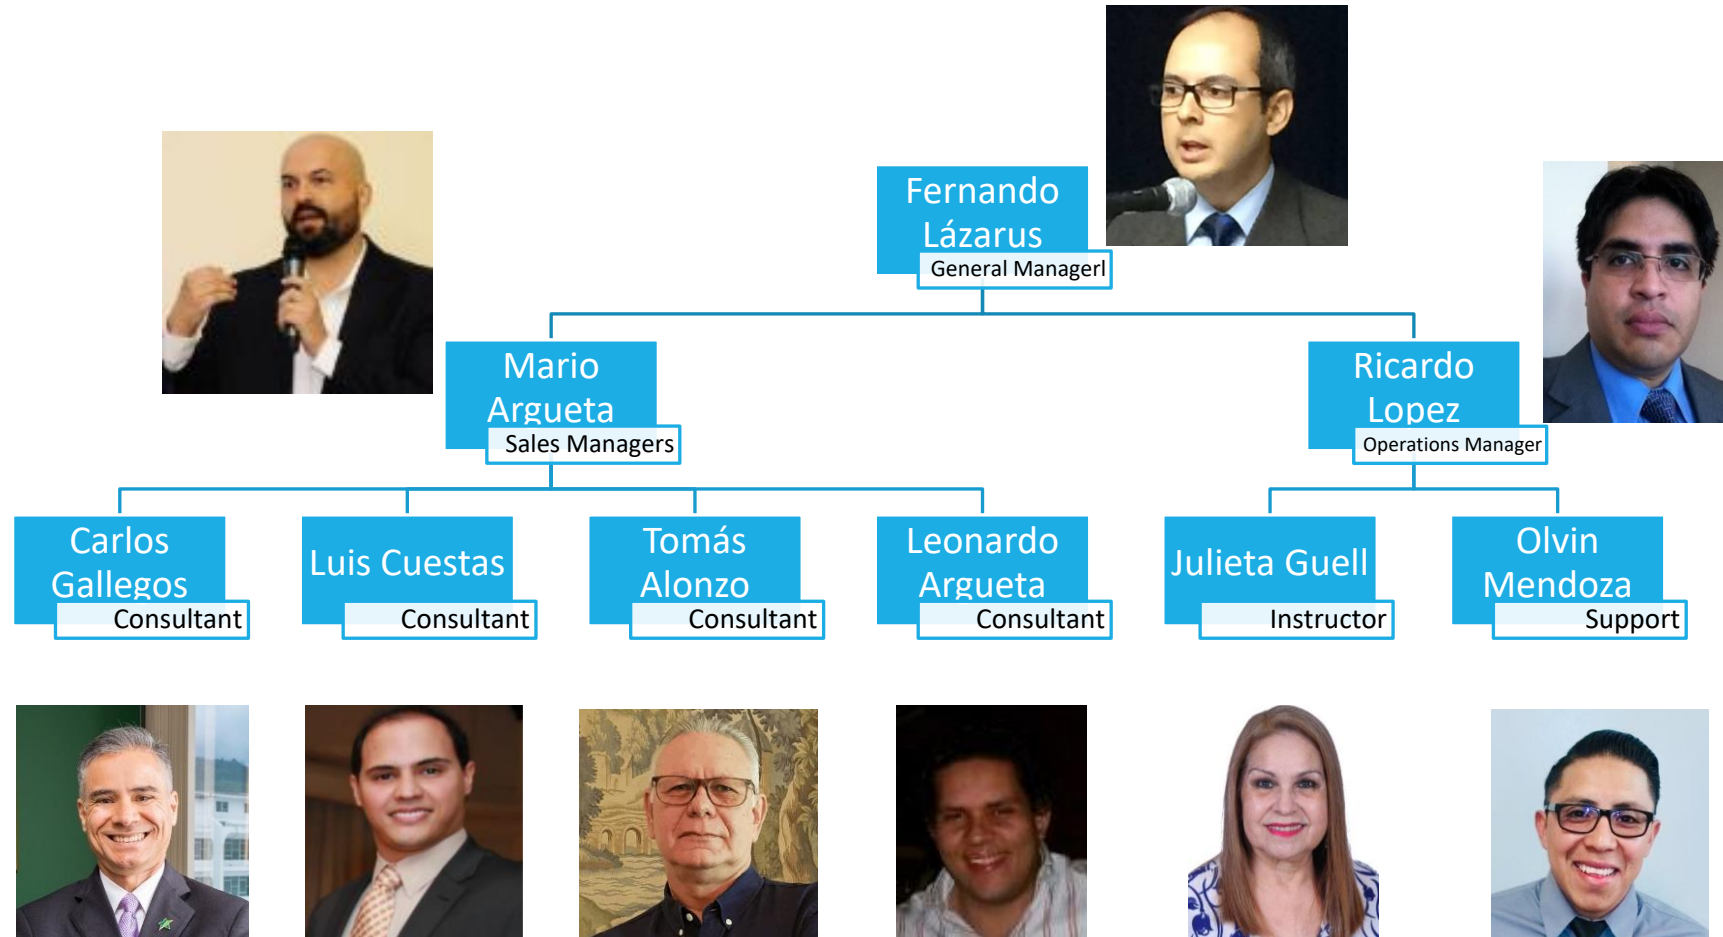 Fernando
Lázarus
General Managerl
Mario
Argueta
Sales Managers
Ricardo
Lopez
Operations Manager
Carlos
Gallegos
Consultant
Luis Cuestas
Consultant
Tomás
Alonzo
Consultant
Leonardo
Argueta
Consultant
Julieta Guell
Instructor
Olvin
Mendoza
Support